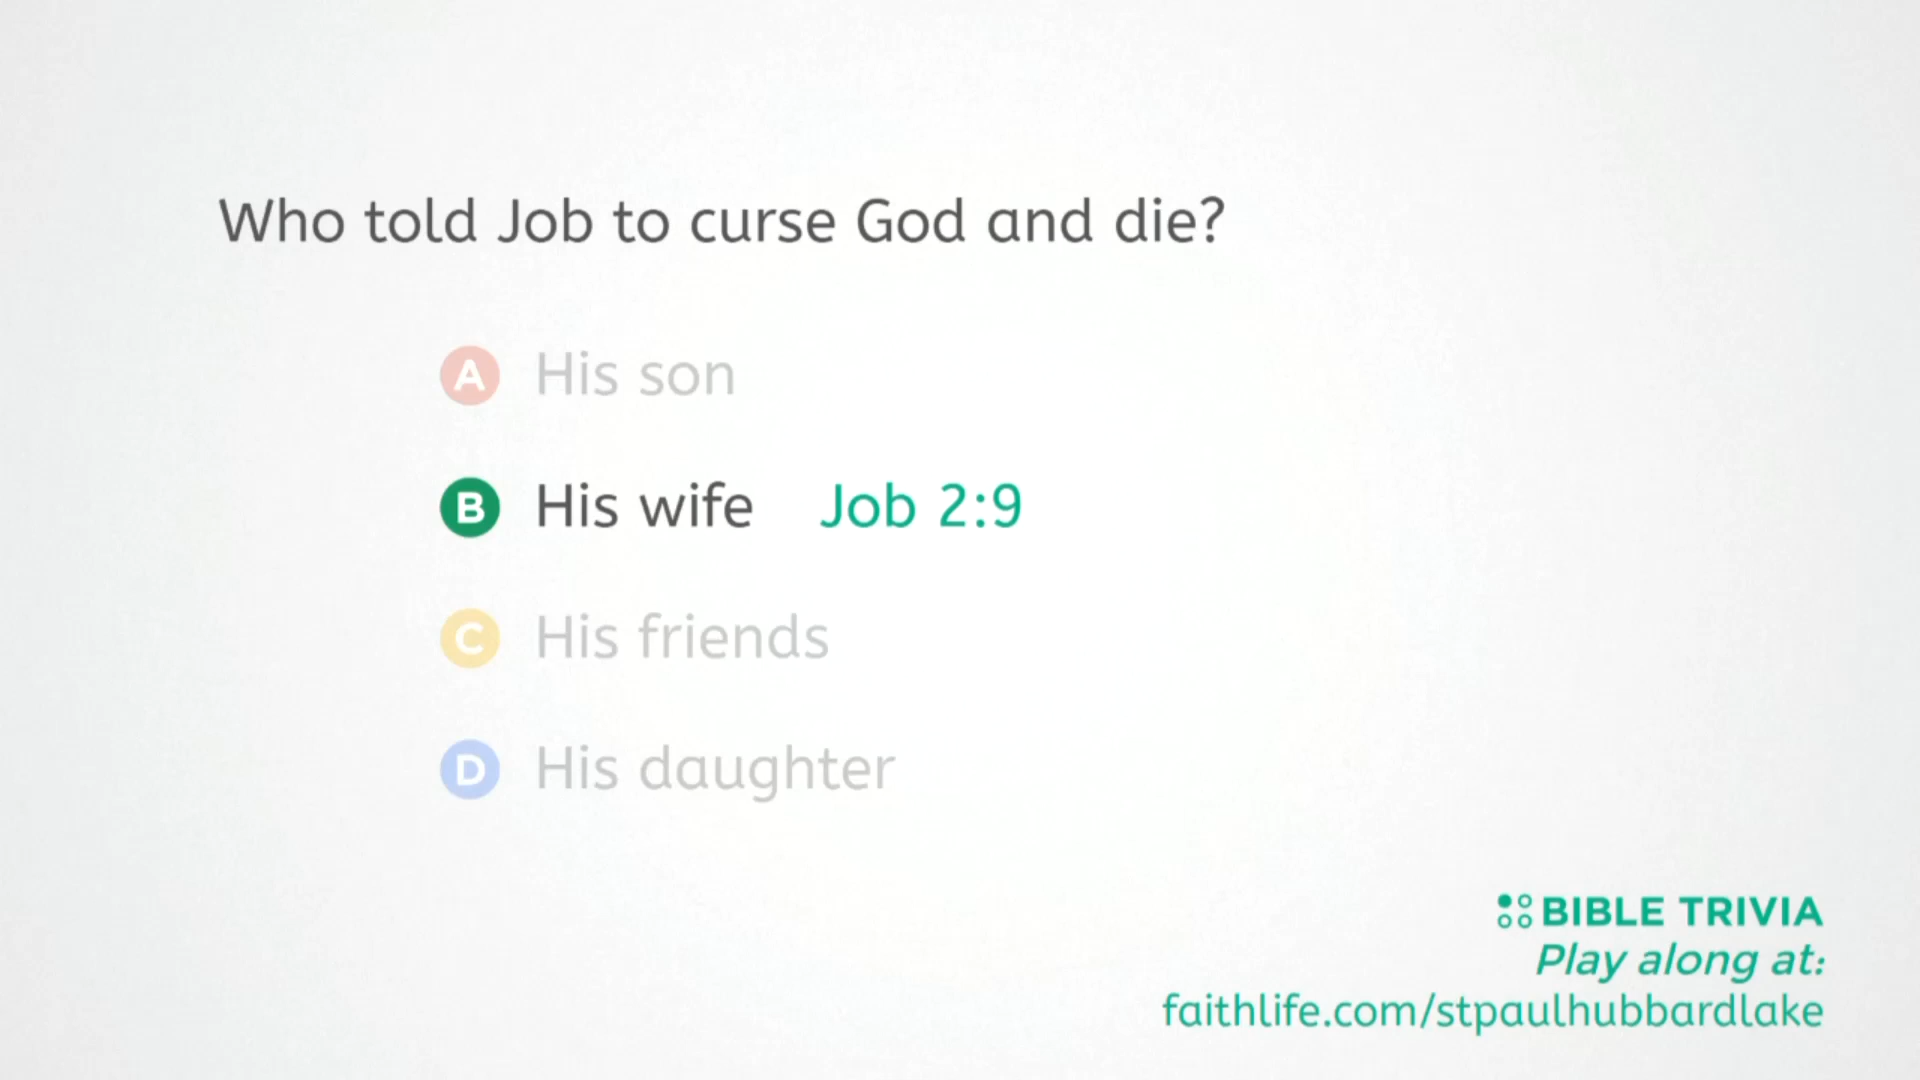 Who told Job to curse God and die?
A His son
B His wife Job 2:9
C His friends
D His daughter
BIBLE TRIVIA
Play along at:
faithlife.com/stpaulhubbardlake